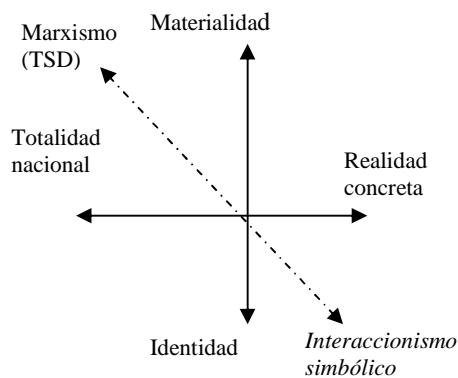 Marxismo
(TSD)
Materialidad
Totalidad
nacional
Realidad
concreta
Identidad
Interaccionismo
simbólico